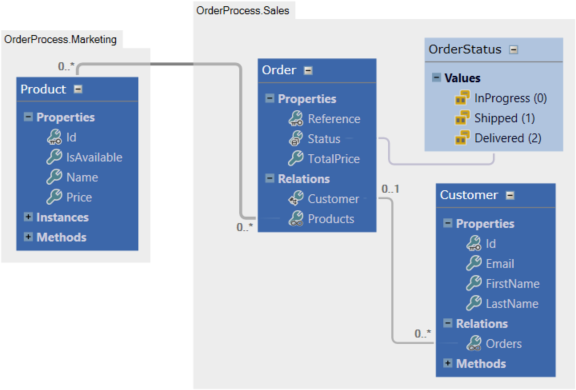 OrderProcess.Sales
OrderProcess.Marketing
0..*
Product
Properties
Id
IsAvailable
Name
Price
Instances
Methods
Order
Properties
Reference
Status
TotalPrice
Relations
Customer
Products
0..*
OrderStatus
Values
InProgress (0)
Shipped (1)
Delivered (2)
0..1
Customer
Properties
Id
Email
FirstName
LastName
Relations
0..*
Orders
Methods